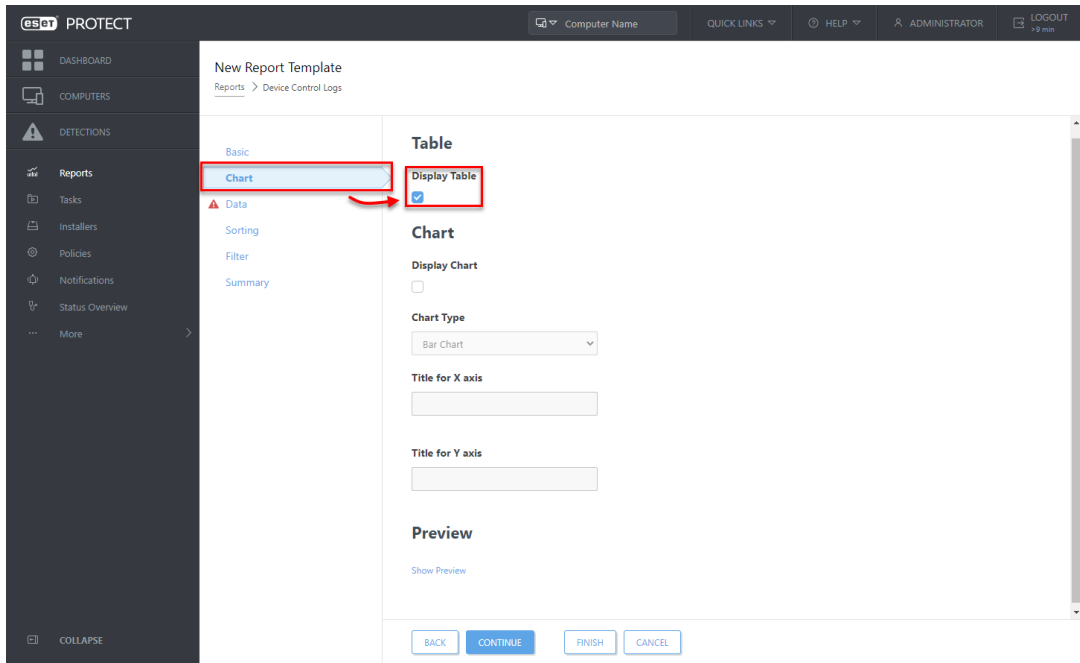 eset PROTECT
Computer Name
QUICK LINKS
HELP
ADMINISTRATOR
LOGOUT
>9 min
DASHBOARD
COMPUTERS
DETECTIONS
Reports
Tasks
Installers
Policies
Notifications
Status Overview
More
COLLAPSE
New Report Template
Reports > Device Control Logs
Basic
Chart
Data
Sorting
Filter
Summary
Table
Display Table
Chart
Display Chart
Chart Type
Bar Chart
Title for X axis
Title for Y axis
Preview
Show Preview
BACK CONTINUE FINISH CANCEL